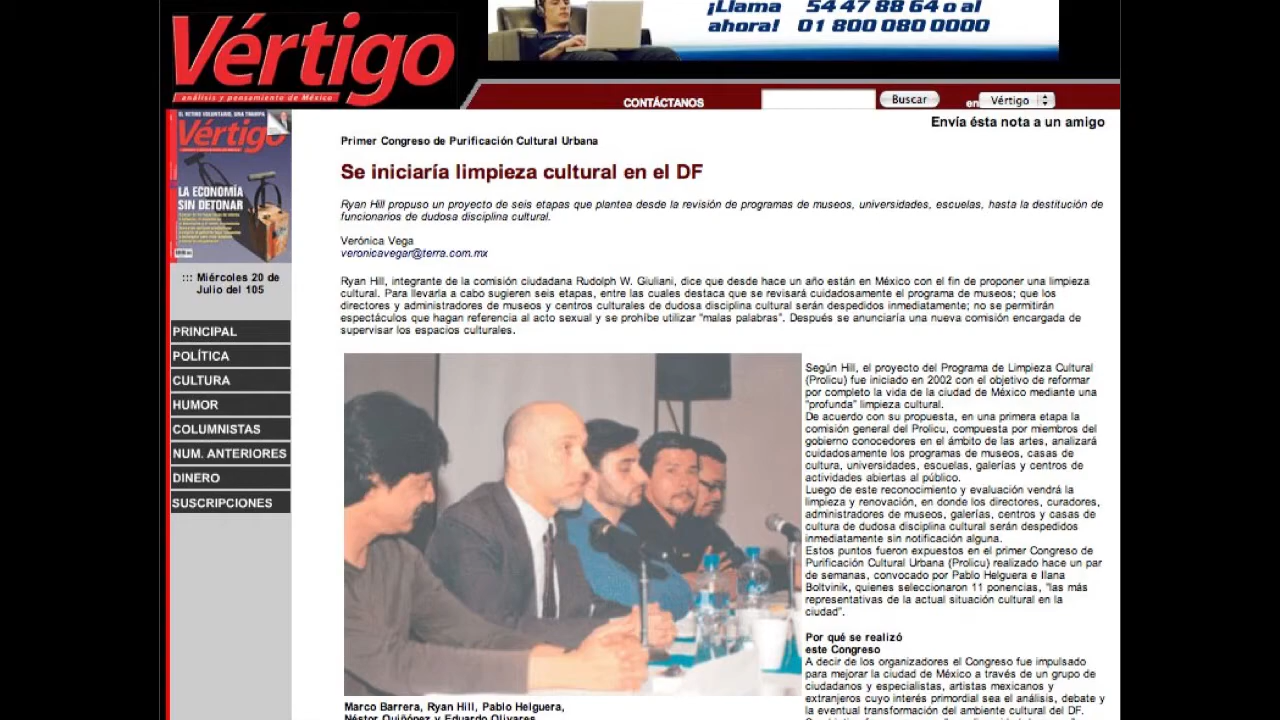 ¡Llama 54 47 88 64 o al
ahora! 01 800 080 0000
Vértigo
análisis y pensamiento de México
CONTÁCTANOS
Buscar
en
Vértigo
Envía ésta nota a un amigo
EL RETIRO VOLUNTARIO, UNA TRAMPA
Vértigo
LA ECONOMÍA
SIN DETONAR
::: Miércoles 20 de
Julio del 105
PRINCIPAL
POLÍTICA
CULTURA
HUMOR
COLUMNISTAS
NUM. ANTERIORES
DINERO
SUSCRIPCIONES
Primer Congreso de Purificación Cultural Urbana
Se iniciaría limpieza cultural en el DF
Ryan Hill propuso un proyecto de seis etapas que plantea desde la revisión de programas de museos, universidades, escuelas, hasta la destitución de
funcionarios de dudosa disciplina cultural.
Verónica Vega
veronicavegar@terra.com.mx
Ryan Hill, integrante de la comisión ciudadana Rudolph W. Giuliani, dice que desde hace un año están en México con el fin de proponer una limpieza
cultural. Para llevarla a cabo sugieren seis etapas, entre las cuales destaca que se revisará cuidadosamente el programa de museos; que los
directores y administradores de museos y centros culturales de dudosa disciplina cultural serán despedidos inmediatamente; no se permitirán
espectáculos que hagan referencia al acto sexual y se prohíbe utilizar "malas palabras". Después se anunciaría una nueva comisión encargada de
supervisar los espacios culturales.
Según Hill, el proyecto del Programa de Limpieza Cultural
(Prolicu) fue iniciado en 2002 con el objetivo de reformar
por completo la vida de la ciudad de México mediante una
"profunda" limpieza cultural.
De acuerdo con su propuesta, en una primera etapa la
comisión general del Prolicu, compuesta por miembros del
gobierno conocedores en el ámbito de las artes, analizará
cuidadosamente los programas de museos, casas de
cultura, universidades, escuelas, galerías y centros de
actividades abiertas al público.
Luego de este reconocimiento y evaluación vendrá la
limpieza y renovación, en donde los directores, curadores,
administradores de museos, galerías, centros y casas de
cultura de dudosa disciplina cultural serán despedidos
inmediatamente sin notificación alguna.
Estos puntos fueron expuestos en el primer Congreso de
Purificación Cultural Urbana (Prolicu) realizado hace un par
de semanas, convocado por Pablo Helguera e Ilana
Boltvinik, quienes seleccionaron 11 ponencias, "las más
representativas de la actual situación cultural en la
ciudad".
Por qué se realizó
este Congreso
A decir de los organizadores el Congreso fue impulsado
para mejorar la ciudad de México a través de un grupo de
ciudadanos y especialistas, artistas mexicanos y
extranjeros cuyo interés primordial sea el análisis, debate y
la eventual transformación del ambiente cultural del DF.
Marco Barrera, Ryan Hill, Pablo Helguera,
Néstor Quiñónez y Eduardo Olivares